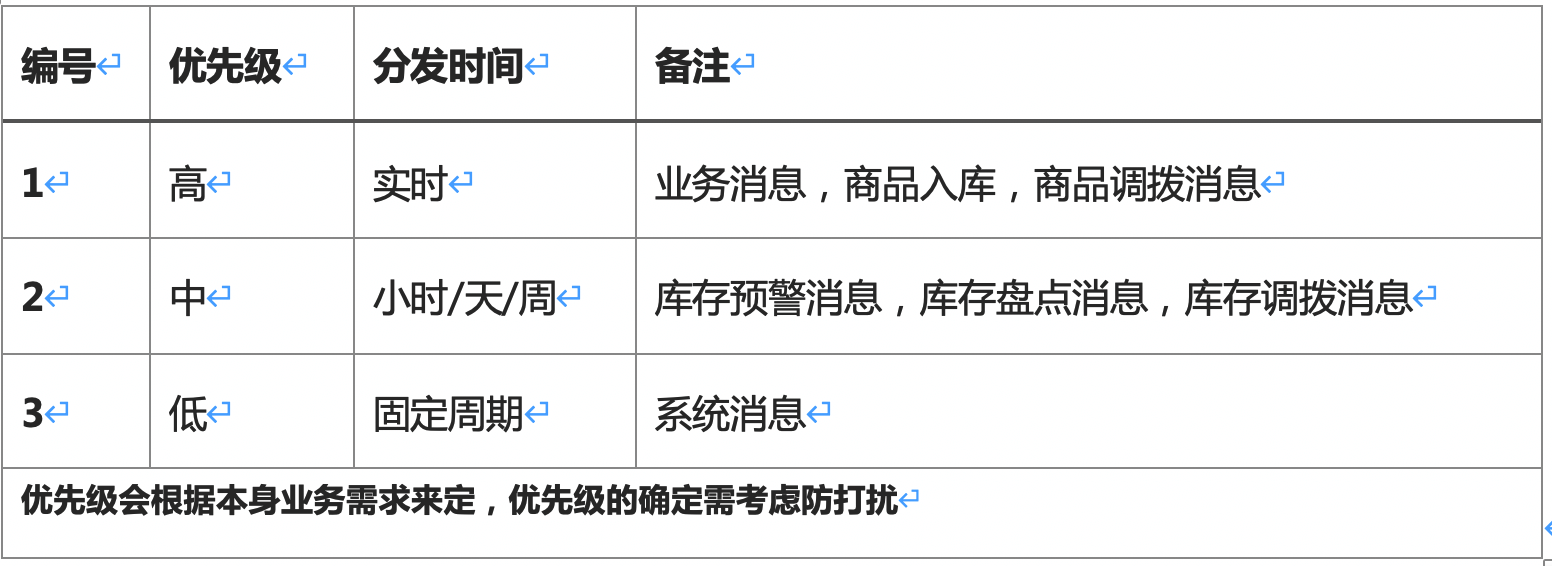 编号 优先级 分发时间 备注
1 高 实时 业务消息，商品入库，商品调拨消息
2 中 小时/天/周 库存预警消息，库存盘点消息，库存调拨消息
3 低 固定周期 系统消息
优先级会根据本身业务需求来定，优先级的确定需考虑防打扰